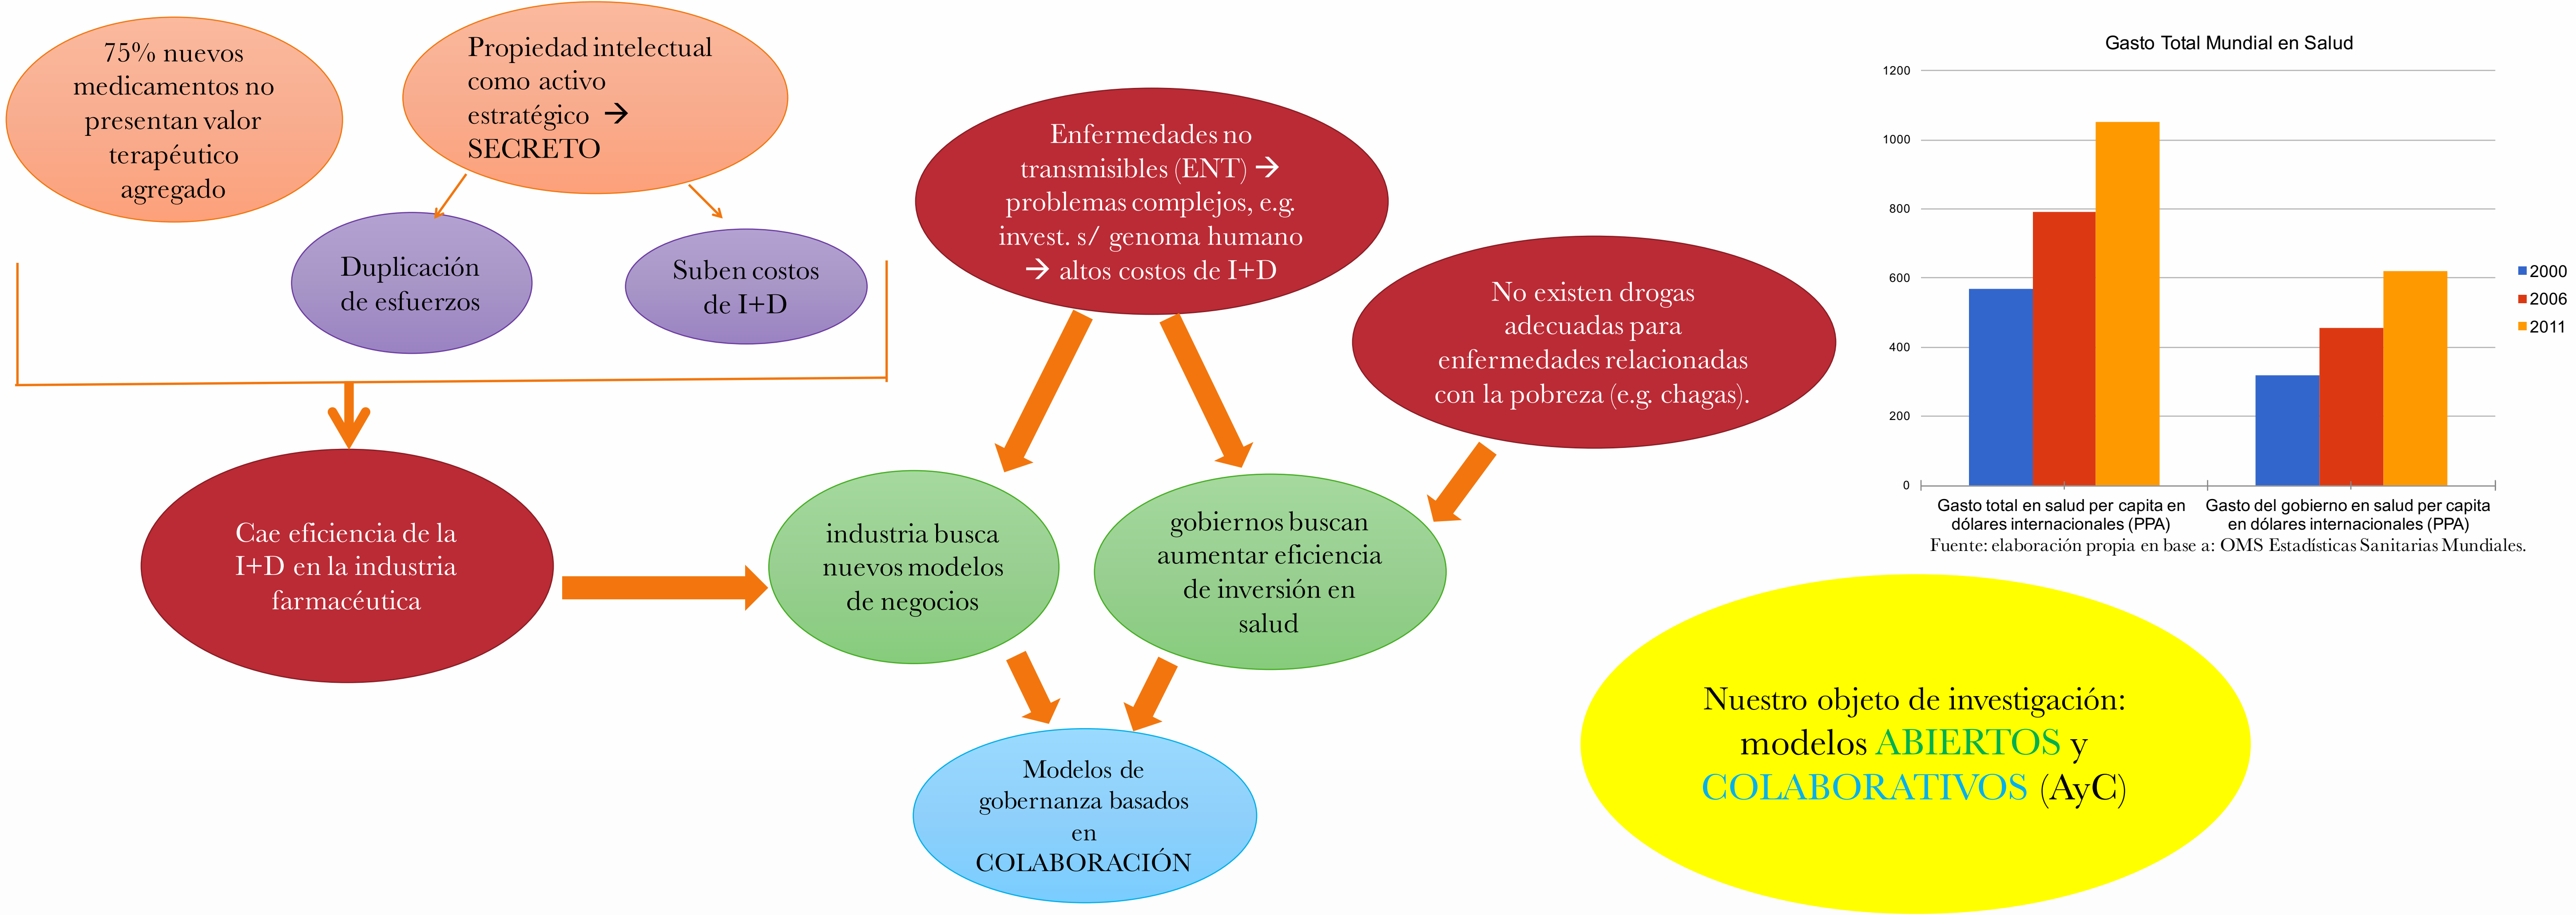 75% nuevos
medicamentos no
presentan valor
terapéutico
agregado
Propiedad intelectual
como activo
estratégico →
SECRETO
Duplicación
de esfuerzos
Suben costos
de I+D
Enfermedades no
transmisibles (ENT) →
problemas complejos, e.g.
invest. s/ genoma humano
→ altos costos de I+D
No existen drogas
adecuadas para
enfermedades relacionadas
con la pobreza (e.g. chagas).
Cae eficiencia de la
I+D en la industria
farmacéutica
industria busca
nuevos modelos
de negocios
gobiernos buscan
aumentar eficiencia
de inversión en
salud
Modelos de
gobernanza basados
en
COLABORACIÓN
Gasto Total Mundial en Salud
1200
1000
800
600
400
200
0
2000
2006
2011
Gasto total en salud per capita en
dólares internacionales (PPA)
Gasto del gobierno en salud per capita
en dólares internacionales (PPA)
Fuente: elaboración propia en base a: OMS Estadísticas Sanitarias Mundiales.
Nuestro objeto de investigación:
modelos ABIERTOS y
COLABORATIVOS (AyC)